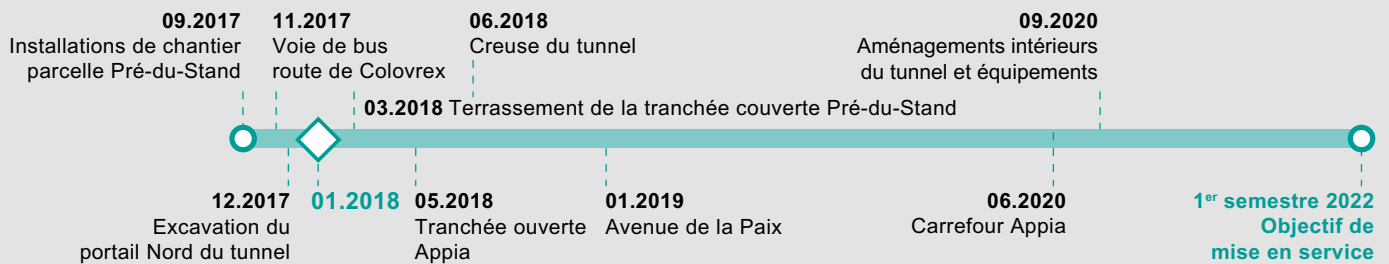 09.2017
Installations de chantier
parcelle Pré-du-Stand
11.2017
Voie de bus
route de Colovrex
06.2018
Creuse du tunnel
09.2020
Aménagements intérieurs
du tunnel et équipements
03.2018 Terrassement de la tranchée couverte Pré-du-Stand
12.2017
Excavation du
portail Nord du tunnel
01.2018
05.2018
Tranchée ouverte
Appia
01.2019
Avenue de la Paix
06.2020
Carrefour Appia
1er semestre 2022
Objectif de
mise en service